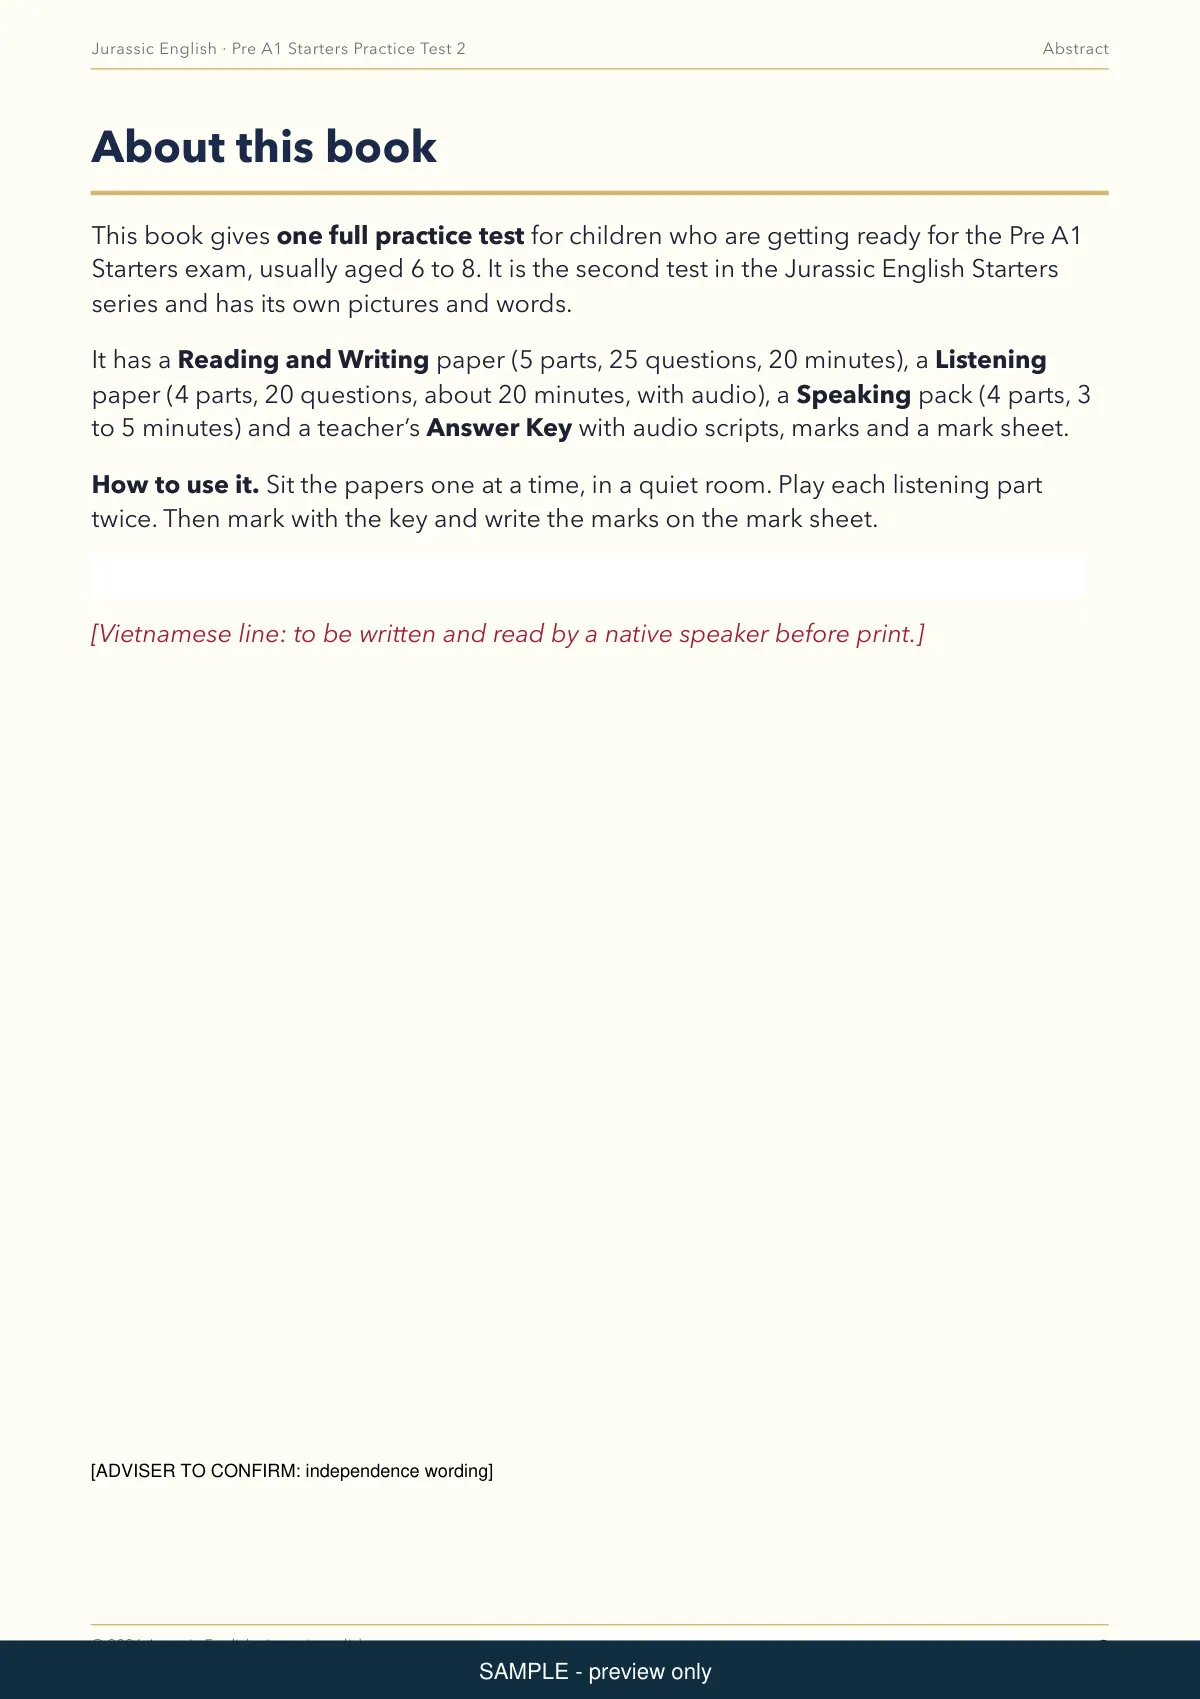 Jurassic English · Pre A1 Starters Practice Test 2
Abstract
About this book
This book gives one full practice test for children who are getting ready for the Pre A1
Starters exam, usually aged 6 to 8. It is the second test in the Jurassic English Starters
series and has its own pictures and words.
It has a Reading and Writing paper (5 parts, 25 questions, 20 minutes), a Listening
paper (4 parts, 20 questions, about 20 minutes, with audio), a Speaking pack (4 parts, 3
to 5 minutes) and a teacher’s Answer Key with audio scripts, marks and a mark sheet.
How to use it. Sit the papers one at a time, in a quiet room. Play each listening part
twice. Then mark with the key and write the marks on the mark sheet.
[Vietnamese line: to be written and read by a native speaker before print.]
[ADVISER TO CONFIRM: independence wording]
SAMPLE - preview only